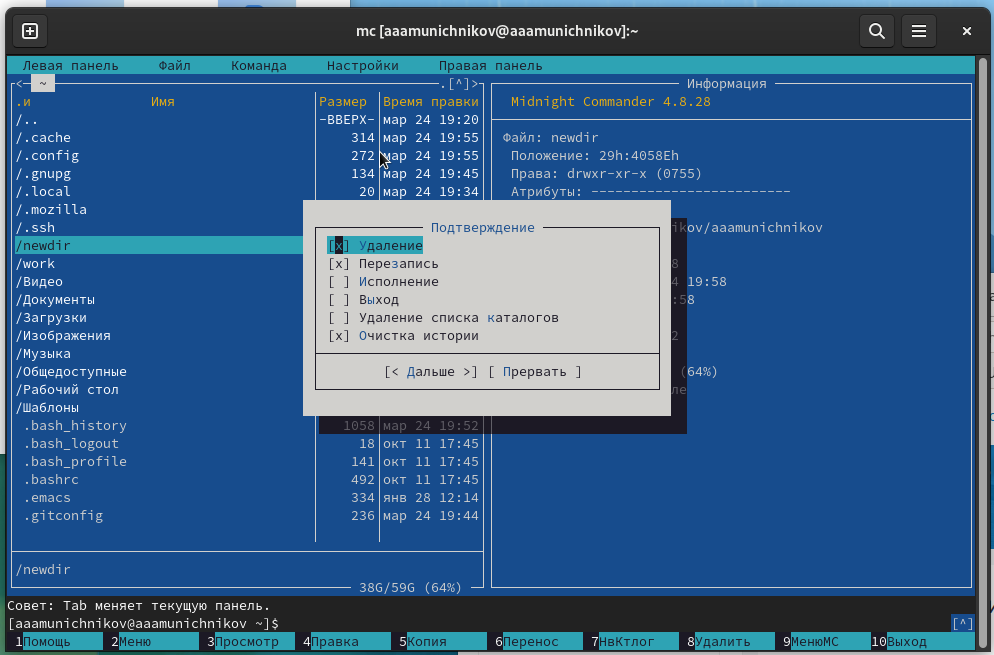 mc [aaamunichnikov@aaamunichnikov]:~
Левая панель Файл Команда Настройки Правая панель
<─ ~ .[^]>
.и Имя Размер Время правки
/.. -ВВЕРХ- мар 24 19:20
/.cache 314 мар 24 19:55
/.config 272 мар 24 19:55
/.gnupg 134 мар 24 19:45
/.local 20 мар 24 19:34
/.mozilla
/.ssh
/newdir
/work
/Видео
/Документы
/Загрузки
/Изображения
/Музыка
/Общедоступные
/Рабочий стол
/Шаблоны
.bash_history 1058 мар 24 19:52
.bash_logout 18 окт 11 17:45
.bash_profile 141 окт 11 17:45
.bashrc 492 окт 11 17:45
.emacs 334 янв 28 12:14
.gitconfig 236 мар 24 19:44
/newdir
38G/59G (64%)
Информация
Midnight Commander 4.8.28
Файл: newdir
Положение: 29h:4058Eh
Права: drwxr-xr-x (0755)
Атрибуты: -------------------------
ikov/aaamunichnikov
8
4 19:58
:58
2
(64%)
ле
Подтверждение
[x] Удаление
[x] Перезапись
[ ] Исполнение
[ ] Выход
[ ] Удаление списка каталогов
[x] Очистка истории
[< Дальше >] [ Прервать ]
Совет: Tab меняет текущую панель.
[aaamunichnikov@aaamunichnikov ~]$ [^]
1Помощь 2Меню 3Просмотр 4Правка 5Копия 6Перенос 7НвКтлог 8Удалить 9МенюМС 10Выход